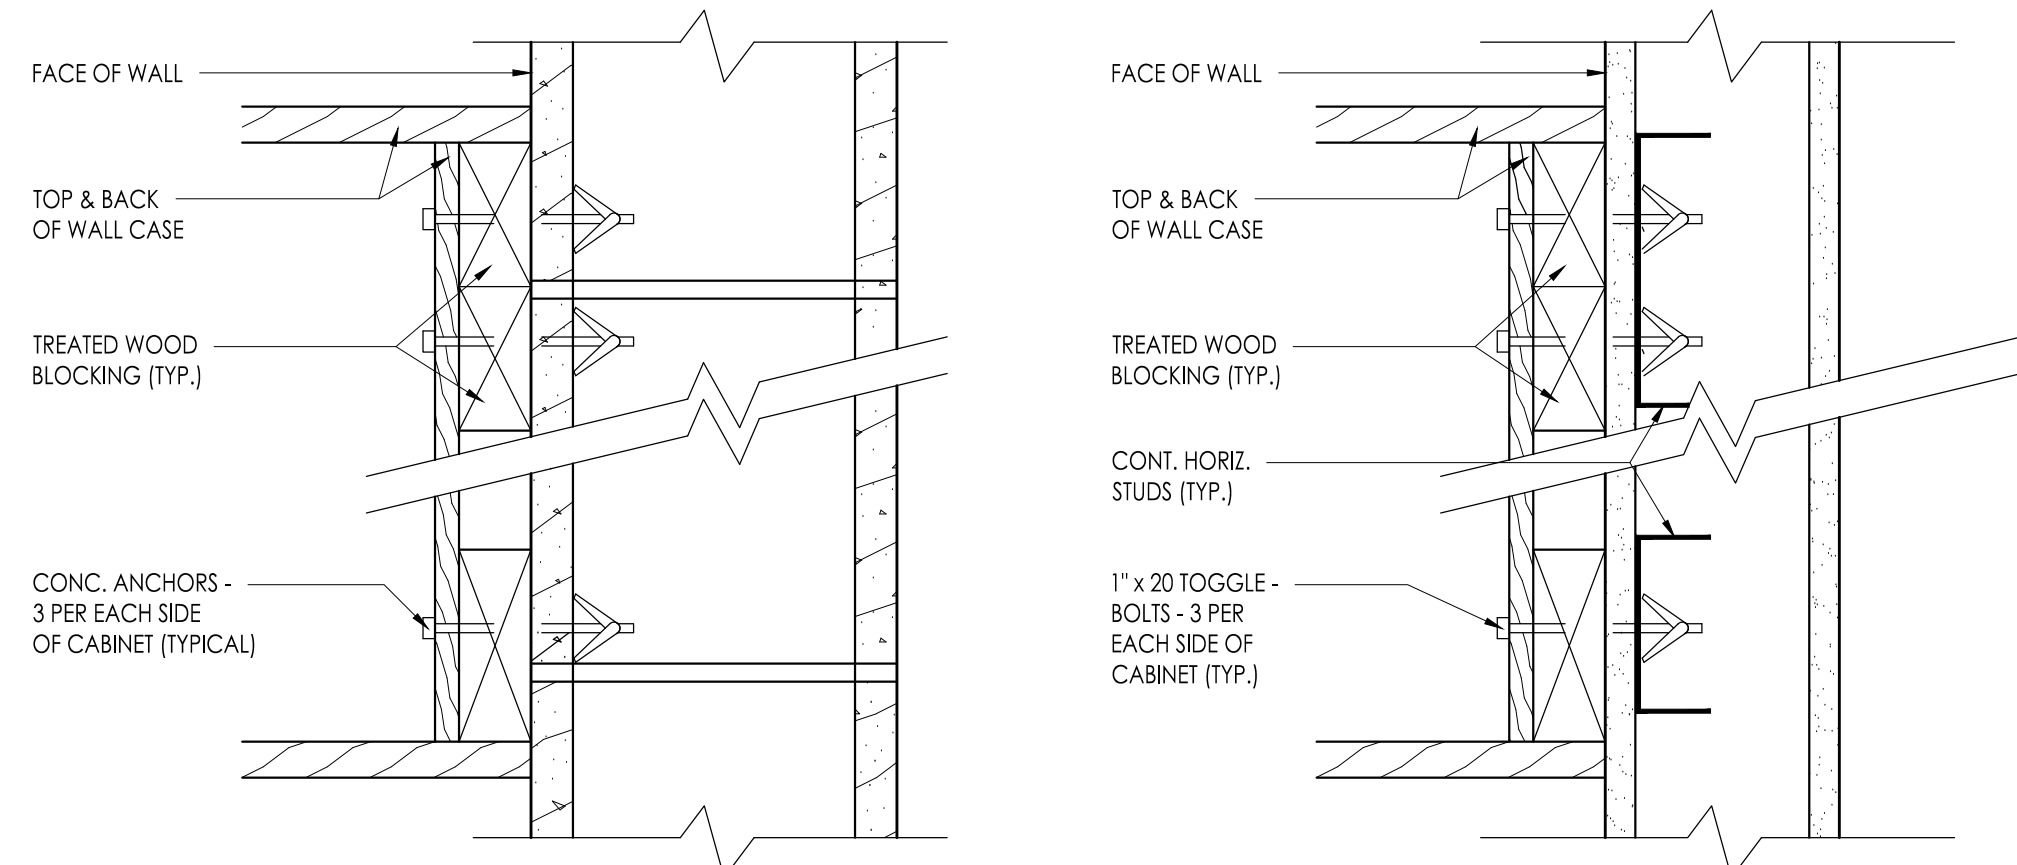 FACE OF WALL
TOP & BACK
OF WALL CASE
TREATED WOOD
BLOCKING (TYP.)
CONC. ANCHORS -
3 PER EACH SIDE
OF CABINET (TYPICAL)
FACE OF WALL
TOP & BACK
OF WALL CASE
TREATED WOOD
BLOCKING (TYP.)
CONT. HORIZ.
STUDS (TYP.)
1" x 20 TOGGLE -
BOLTS - 3 PER
EACH SIDE OF
CABINET (TYP.)